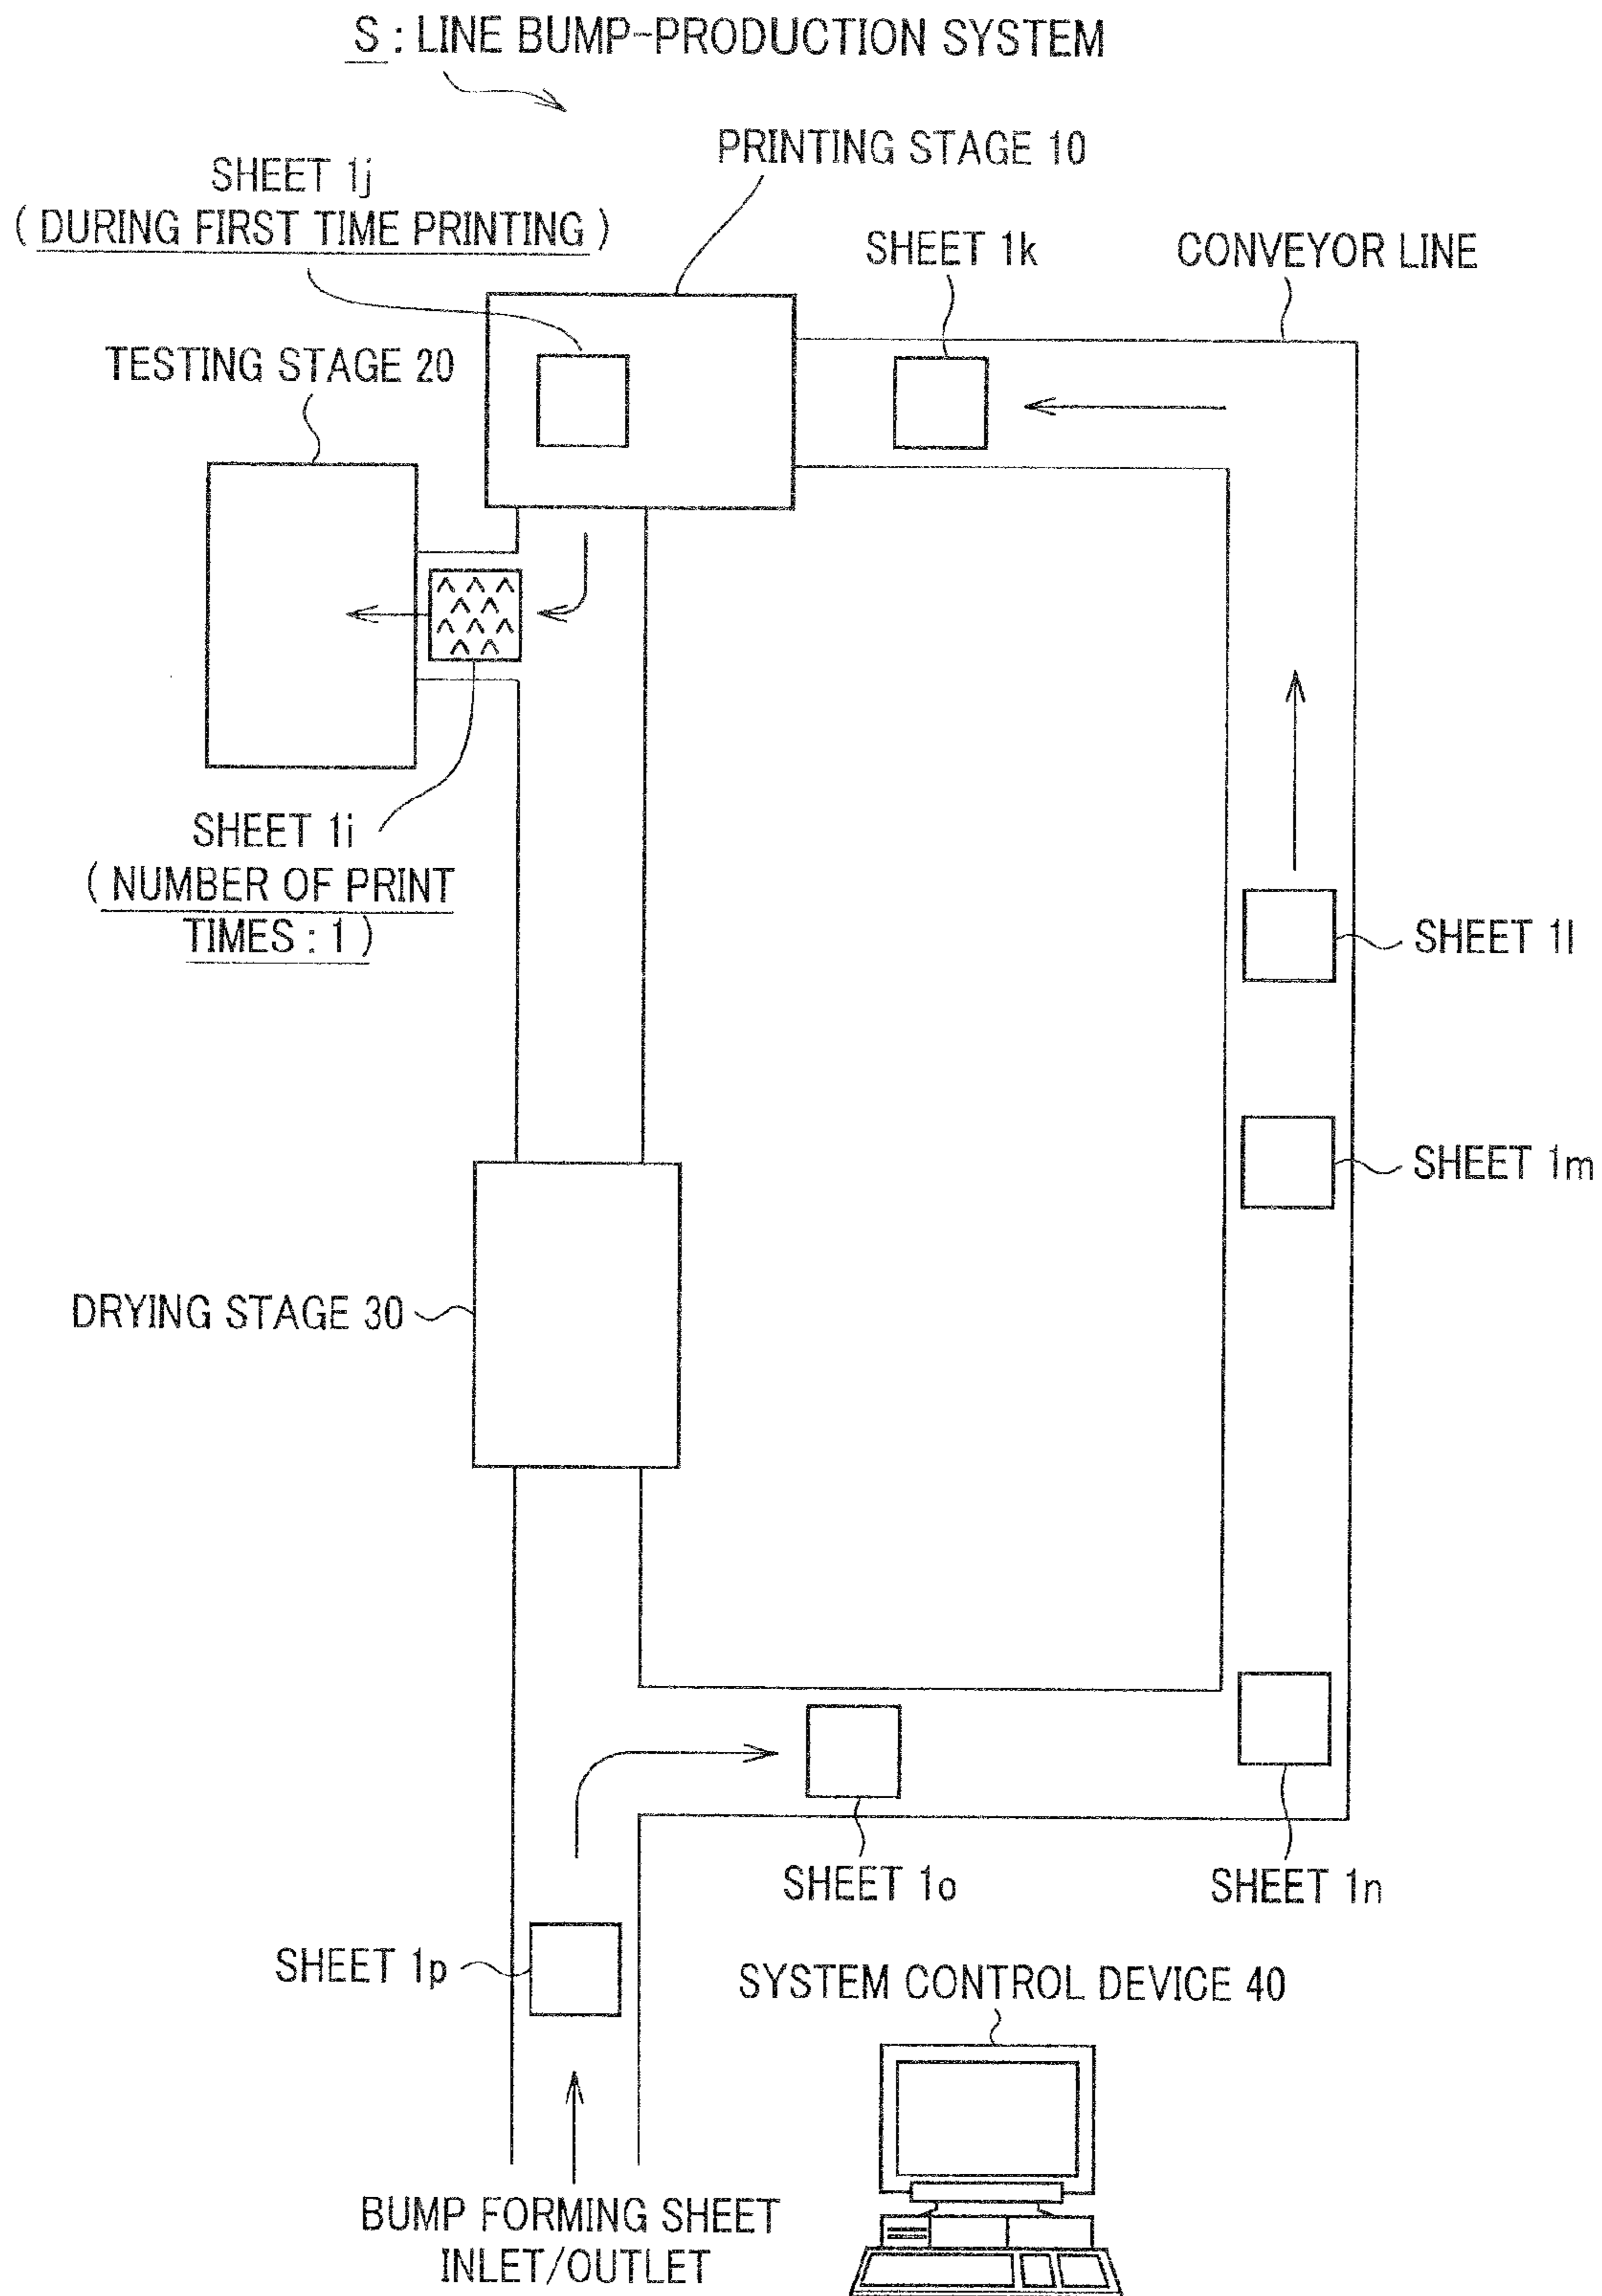 S : LINE BUMP-PRODUCTION SYSTEM
PRINTING STAGE 10
SHEET 1j
( DURING FIRST TIME PRINTING )
SHEET 1k
CONVEYOR LINE
TESTING STAGE 20
SHEET 1i
( NUMBER OF PRINT
TIMES : 1 )
SHEET 1l
SHEET 1m
DRYING STAGE 30
SHEET 1o
SHEET 1n
SHEET 1p
SYSTEM CONTROL DEVICE 40
BUMP FORMING SHEET
INLET/OUTLET